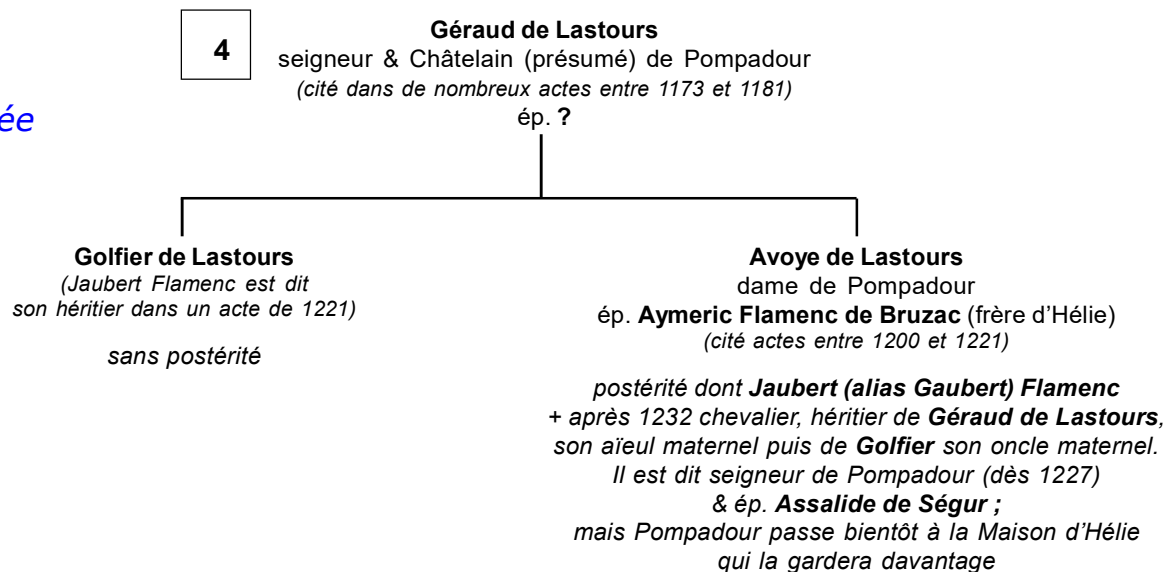 4
Géraud de Lastours
seigneur & Châtelain (présumé) de Pompadour
(cité dans de nombreux actes entre 1173 et 1181)
ép. ?
ée
Golfier de Lastours
(Jaubert Flamenc est dit
son héritier dans un acte de 1221)
sans postérité
Avoye de Lastours
dame de Pompadour
ép. Aymeric Flamenc de Bruzac (frère d’Hélie)
(cité actes entre 1200 et 1221)
postérité dont Jaubert (alias Gaubert) Flamenc
+ après 1232 chevalier, héritier de Géraud de Lastours,
son aïeul maternel puis de Golfier son oncle maternel.
Il est dit seigneur de Pompadour (dès 1227)
& ép. Assalide de Ségur ;
mais Pompadour passe bientôt à la Maison d’Hélie
qui la gardera davantage